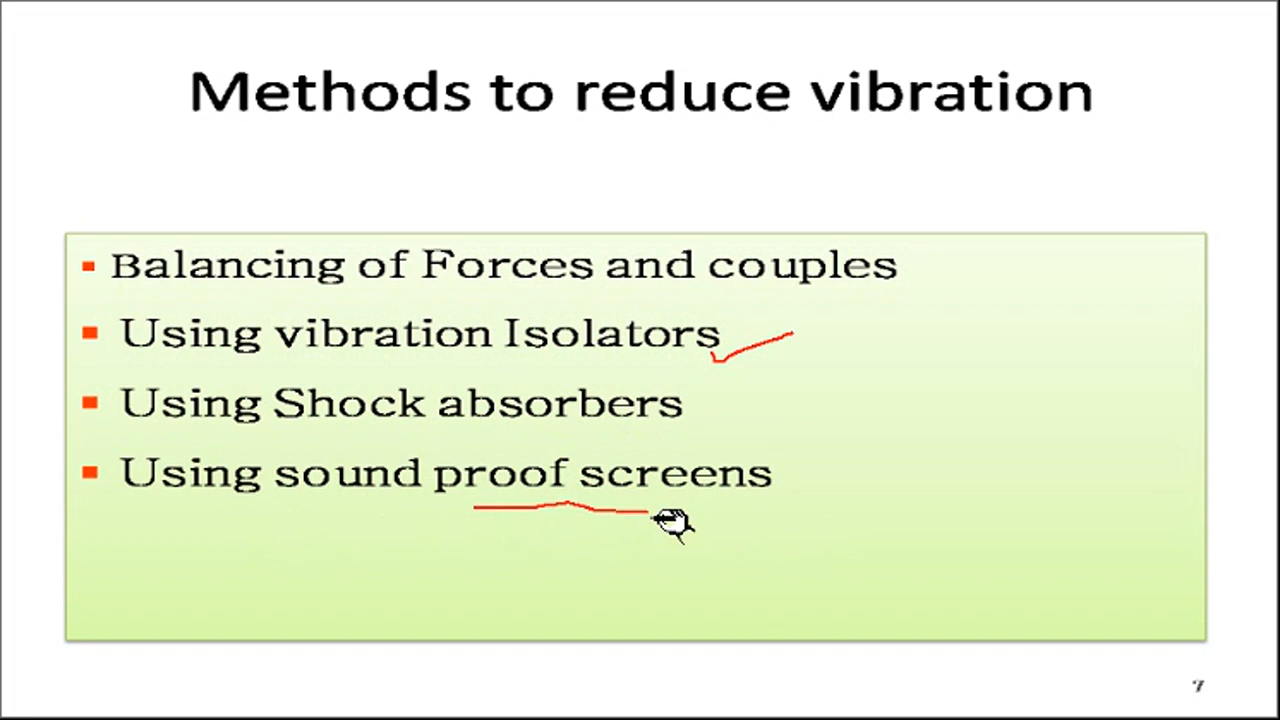 Methods to reduce vibration
▪ Balancing of Forces and couples
▪ Using vibration Isolators
▪ Using Shock absorbers
▪ Using sound proof screens
7